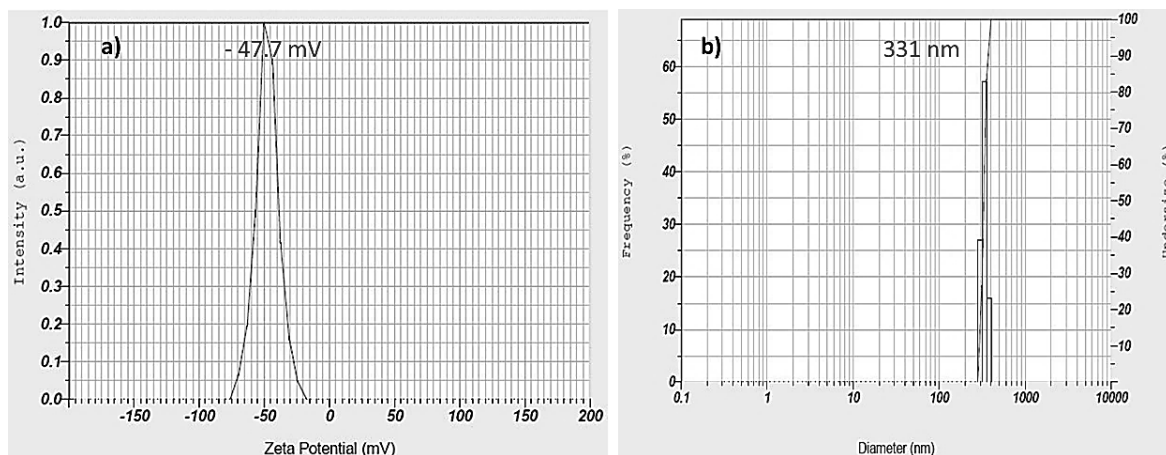 a)
- 47.7 mV
1.0
0.9
0.8
0.7
0.6
0.5
0.4
0.3
0.2
0.1
0.0
Intensity (a.u.)
-150 -100 -50 0 50 100 150 200
Zeta Potential (mV)
b)
331 nm
60
50
40
30
20
10
0
Frequency (%)
100
90
80
70
60
50
40
30
20
10
Undersize (%)
0.1 1 10 100 1000 10000
Diameter (nm)